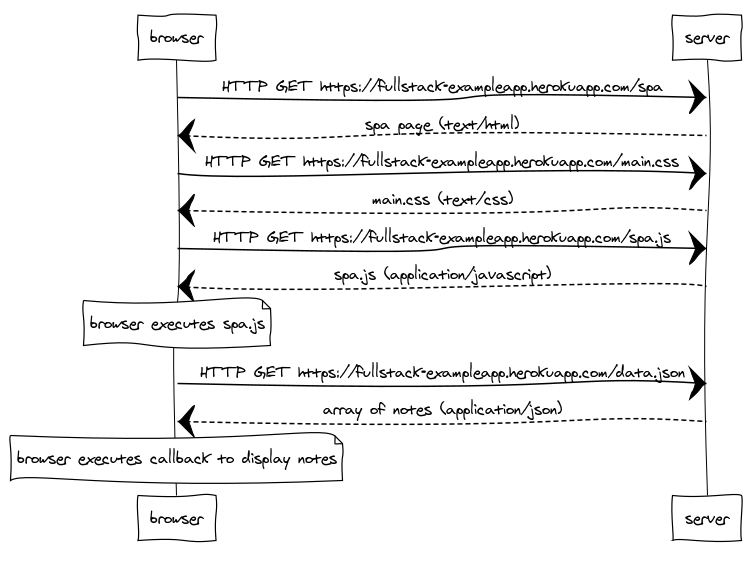 browser
server
HTTP GET https://fullstack-exampleapp.herokuapp.com/spa
spa page (text/html)
HTTP GET https://fullstack-exampleapp.herokuapp.com/main.css
main.css (text/css)
HTTP GET https://fullstack-exampleapp.herokuapp.com/spa.js
spa.js (application/javascript)
browser executes spa.js
HTTP GET https://fullstack-exampleapp.herokuapp.com/data.json
array of notes (application/json)
browser executes callback to display notes
browser
server